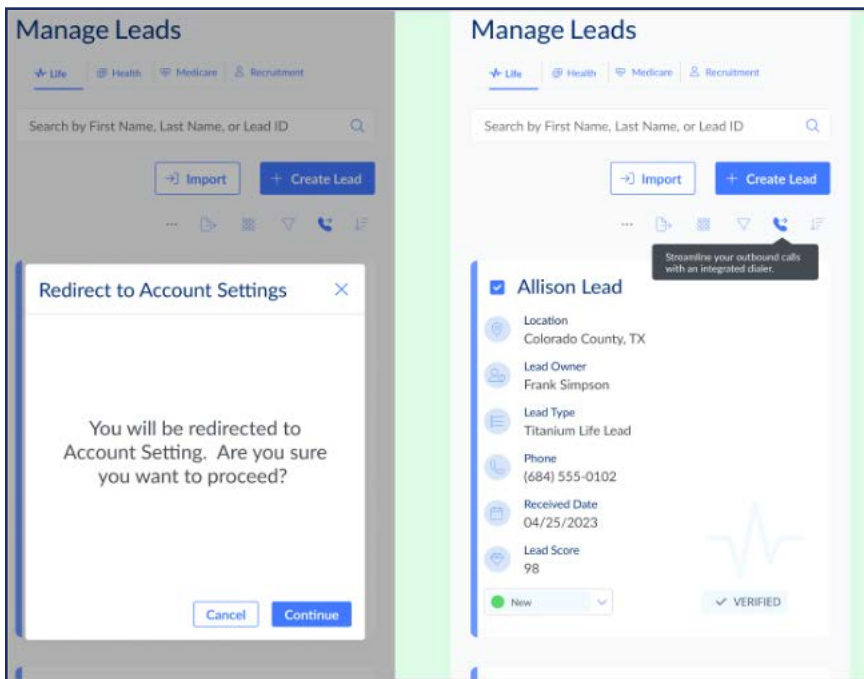 Manage Leads
Life Health Medicare Recruitment
Search by First Name, Last Name, or Lead ID
Import + Create Lead
Redirect to Account Settings
You will be redirected to
Account Setting. Are you sure
you want to proceed?
Cancel Continue
Manage Leads
Life Health Medicare Recruitment
Search by First Name, Last Name, or Lead ID
Import + Create Lead
Streamline your outbound calls
with an integrated dialer.
Allison Lead
Location
Colorado County, TX
Lead Owner
Frank Simpson
Lead Type
Titanium Life Lead
Phone
(684) 555-0102
Received Date
04/25/2023
Lead Score
98
New VERIFIED